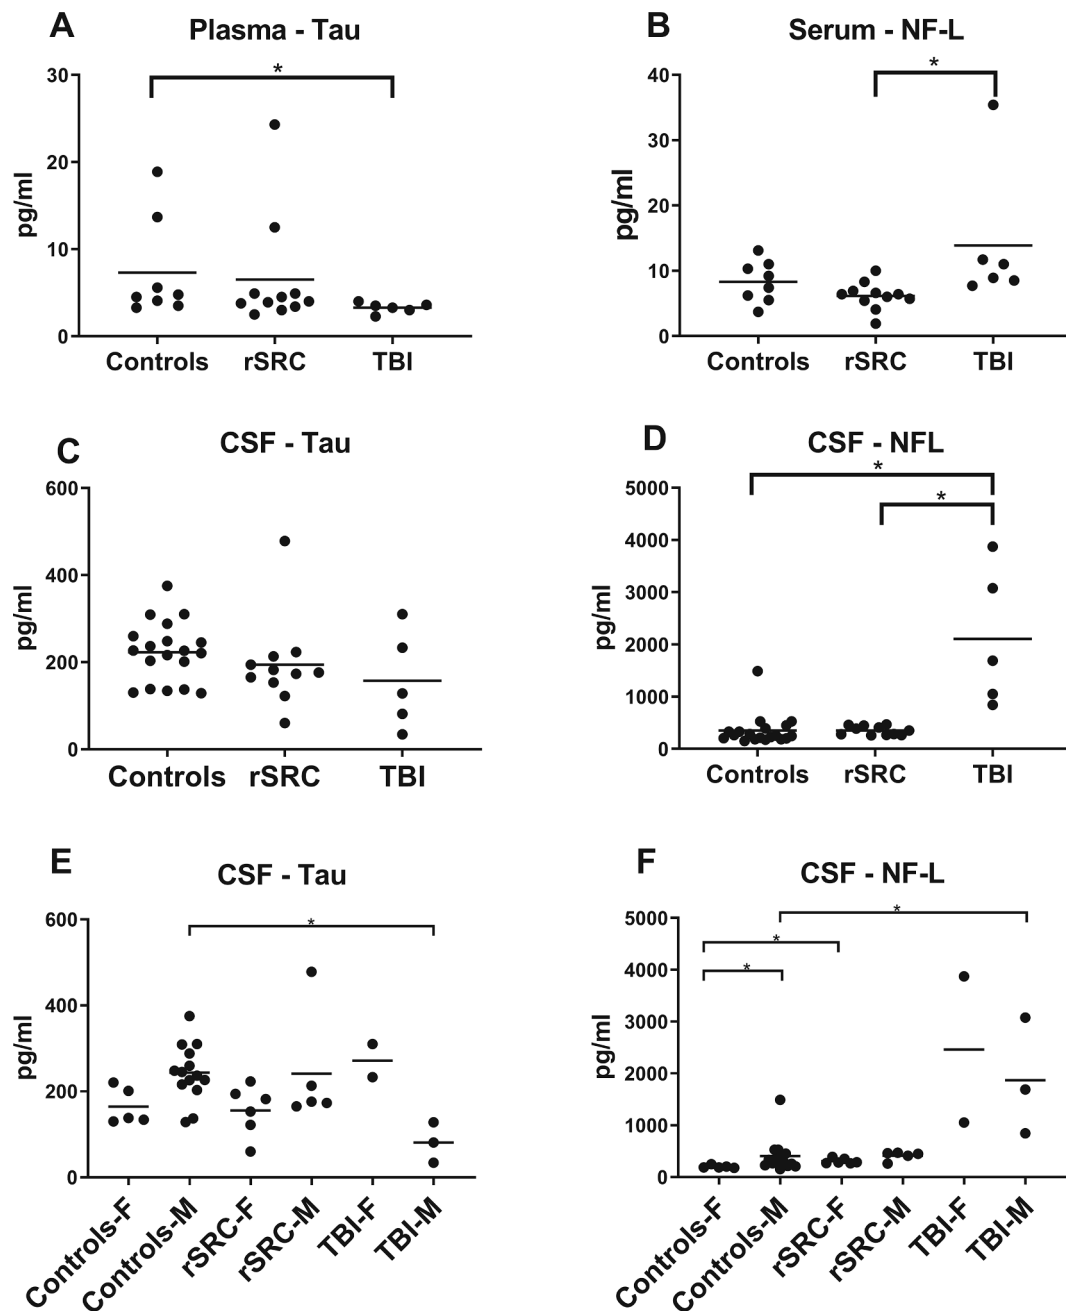 A
Plasma - Tau
pg/ml
30
20
10
0
*
Controls
rSRC
TBI
B
Serum - NF-L
pg/ml
40
30
20
10
0
*
Controls
rSRC
TBI
C
CSF - Tau
pg/ml
600
400
200
0
Controls
rSRC
TBI
D
CSF - NFL
pg/ml
5000
4000
3000
2000
1000
0
*
*
Controls
rSRC
TBI
E
CSF - Tau
pg/ml
600
400
200
0
*
Controls-F
Controls-M
rSRC-F
rSRC-M
TBI-F
TBI-M
F
CSF - NF-L
pg/ml
5000
4000
3000
2000
1000
0
*
*
*
Controls-F
Controls-M
rSRC-F
rSRC-M
TBI-F
TBI-M